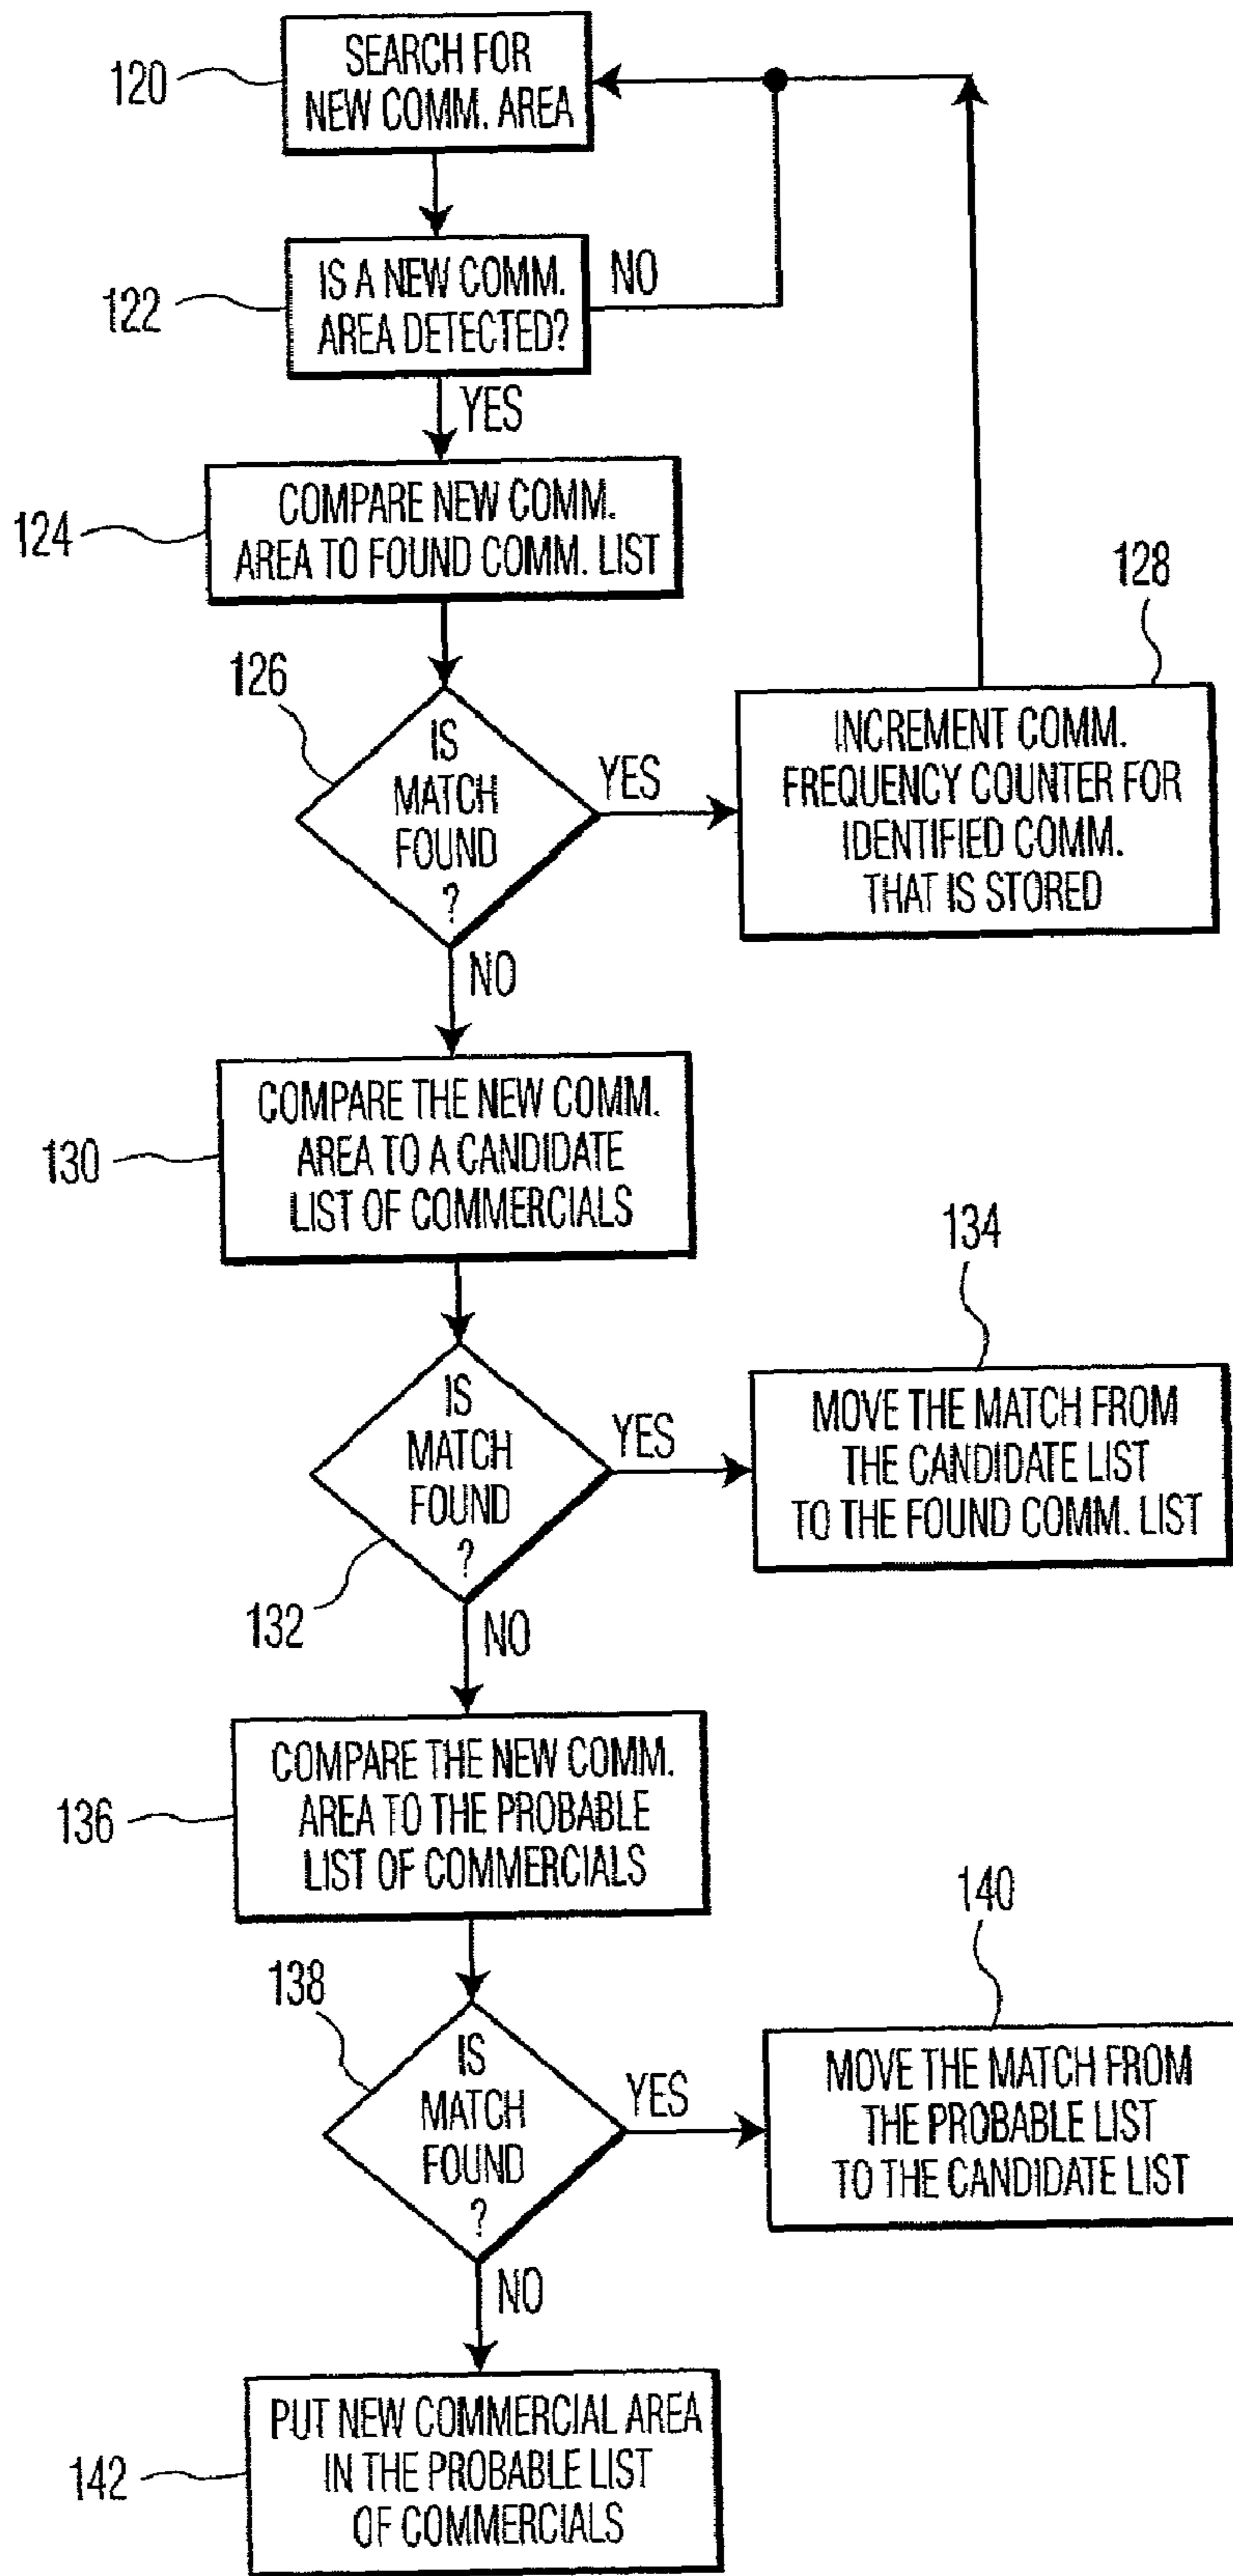 120
SEARCH FOR
NEW COMM. AREA
122
IS A NEW COMM.
AREA DETECTED?
NO
YES
124
COMPARE NEW COMM.
AREA TO FOUND COMM. LIST
126
IS
MATCH
FOUND
?
YES
128
INCREMENT COMM.
FREQUENCY COUNTER FOR
IDENTIFIED COMM.
THAT IS STORED
NO
130
COMPARE THE NEW COMM.
AREA TO A CANDIDATE
LIST OF COMMERCIALS
132
IS
MATCH
FOUND
?
YES
134
MOVE THE MATCH FROM
THE CANDIDATE LIST
TO THE FOUND COMM. LIST
NO
136
COMPARE THE NEW COMM.
AREA TO THE PROBABLE
LIST OF COMMERCIALS
138
IS
MATCH
FOUND
?
YES
140
MOVE THE MATCH FROM
THE PROBABLE LIST
TO THE CANDIDATE LIST
NO
142
PUT NEW COMMERCIAL AREA
IN THE PROBABLE LIST
OF COMMERCIALS